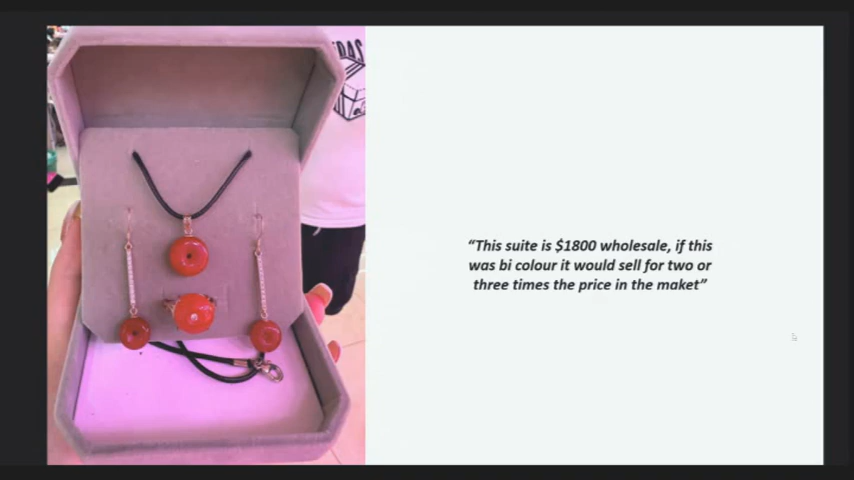 “This suite is $1800 wholesale, if this
was bi colour it would sell for two or
three times the price in the maket”